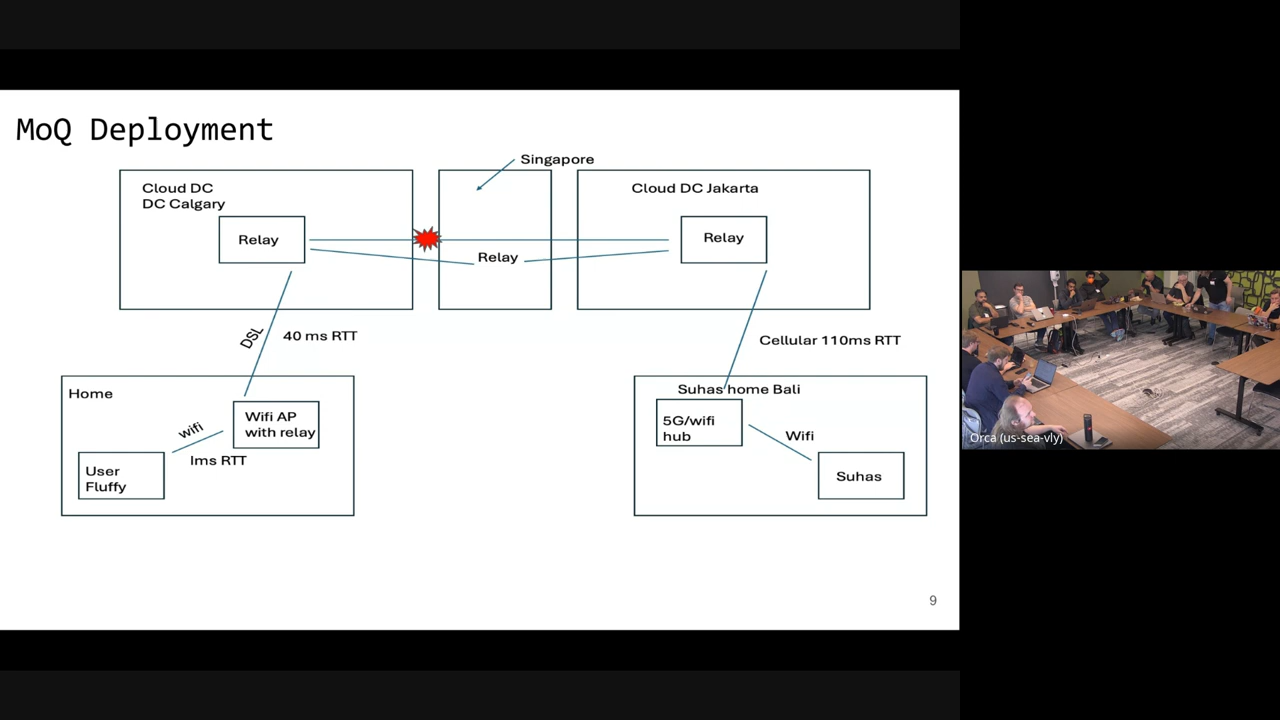 MoQ Deployment
Singapore
Cloud DC
DC Calgary
Cloud DC Jakarta
Relay
Relay
Relay
DSL
40 ms RTT
Cellular 110ms RTT
Home
Suhas home Bali
Wifi AP
with relay
5G/wifi
hub
wifi
Wifi
lms RTT
User
Fluffy
Suhas
9
Orca (us-sea-vly)